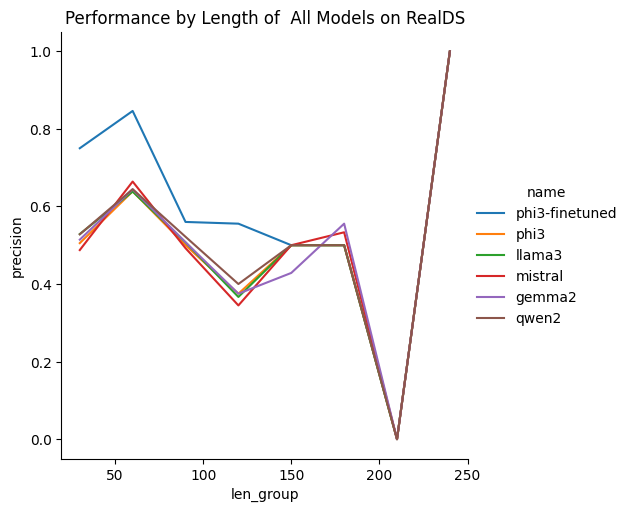 Performance by Length of  All Models on RealDS
1.0
0.8
0.6
0.4
0.2
0.0
precision
50
100
150
200
250
len_group
name
phi3-finetuned
phi3
llama3
mistral
gemma2
qwen2